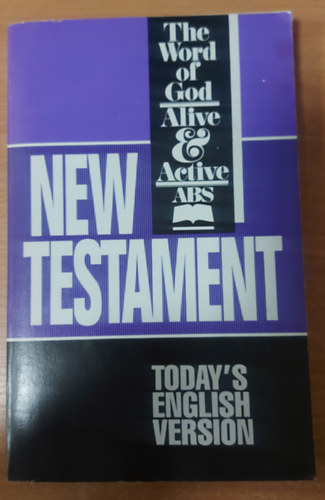 The
Word
of
God
Alive
&
Active
ABS
NEW
TESTAMENT
TODAY'S
ENGLISH
VERSION